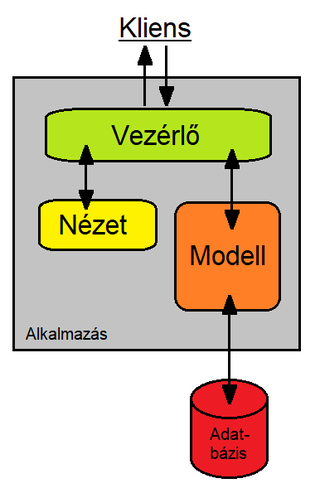 Kliens
Vezérlő
Nézet
Modell
Alkalmazás
Adat-
bázis